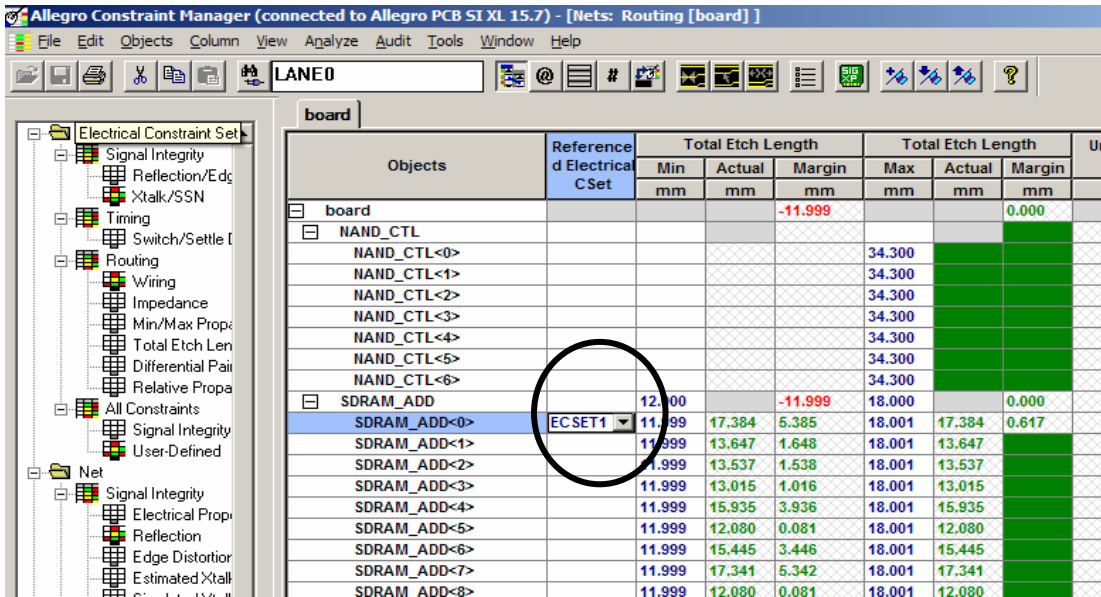 Allegro Constraint Manager (connected to Allegro PCB SI XL 15.7) - [Nets: Routing [board] ]
File Edit Objects Column View Analyze Audit Tools Window Help
LANE0 @ # SIG XP ?
board
Electrical Constraint Set
Signal Integrity
Reflection/Edg
Xtalk/SSN
Timing
Switch/Settle D
Routing
Wiring
Impedance
Min/Max Propa
Total Etch Len
Differential Pair
Relative Propa
All Constraints
Signal Integrity
User-Defined
Net
Signal Integrity
Electrical Prope
Reflection
Edge Distortion
Estimated Xtalk
Objects Reference d Electrical CSet Total Etch Length Total Etch Length Un
Min Actual Margin Max Actual Margin
mm mm mm mm mm mm
board -11.999 0.000
NAND_CTL
NAND_CTL<0> 34.300
NAND_CTL<1> 34.300
NAND_CTL<2> 34.300
NAND_CTL<3> 34.300
NAND_CTL<4> 34.300
NAND_CTL<5> 34.300
NAND_CTL<6> 34.300
SDRAM_ADD 12.000 -11.999 18.000 0.000
SDRAM_ADD<0> ECSET1 11.999 17.384 5.385 18.001 17.384 0.617
SDRAM_ADD<1> 11.999 13.647 1.648 18.001 13.647
SDRAM_ADD<2> 11.999 13.537 1.538 18.001 13.537
SDRAM_ADD<3> 11.999 13.015 1.016 18.001 13.015
SDRAM_ADD<4> 11.999 15.935 3.936 18.001 15.935
SDRAM_ADD<5> 11.999 12.080 0.081 18.001 12.080
SDRAM_ADD<6> 11.999 15.445 3.446 18.001 15.445
SDRAM_ADD<7> 11.999 17.341 5.342 18.001 17.341
SDRAM_ADD<8> 11.999 12.080 0.081 18.001 12.080